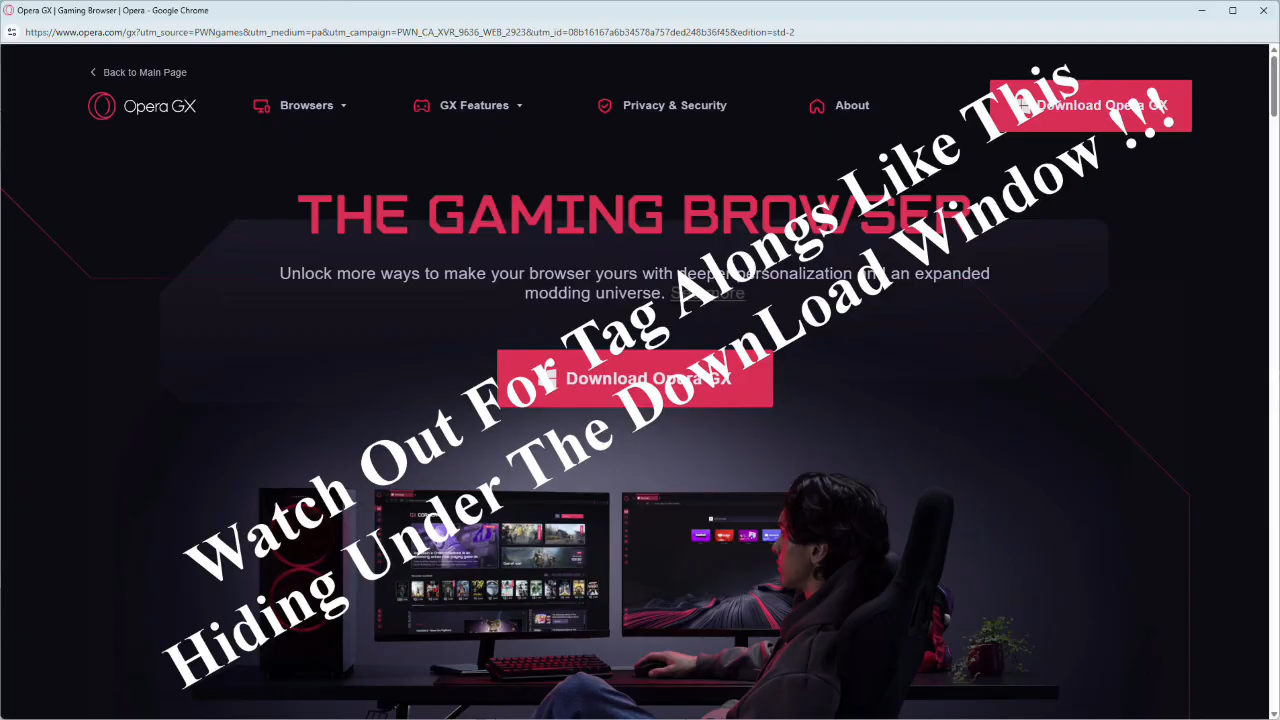 Opera GX | Gaming Browser | Opera - Google Chrome
https://www.opera.com/gx?utm_source=PWNgames&utm_medium=pa&utm_campaign=PWN_CA_XVR_9636_WEB_2923&utm_id=08b16167a6b34578a757ded248b36f45&edition=std-2
Back to Main Page
Opera GX
Browsers
GX Features
Privacy & Security
About
Download Opera GX
THE GAMING BROWSER
Unlock more ways to make your browser yours with deeper personalization and an expanded
modding universe. See more
Download Opera GX
Watch Out For Tag Alongs Like This
Hiding Under The DownLoad Window !!!